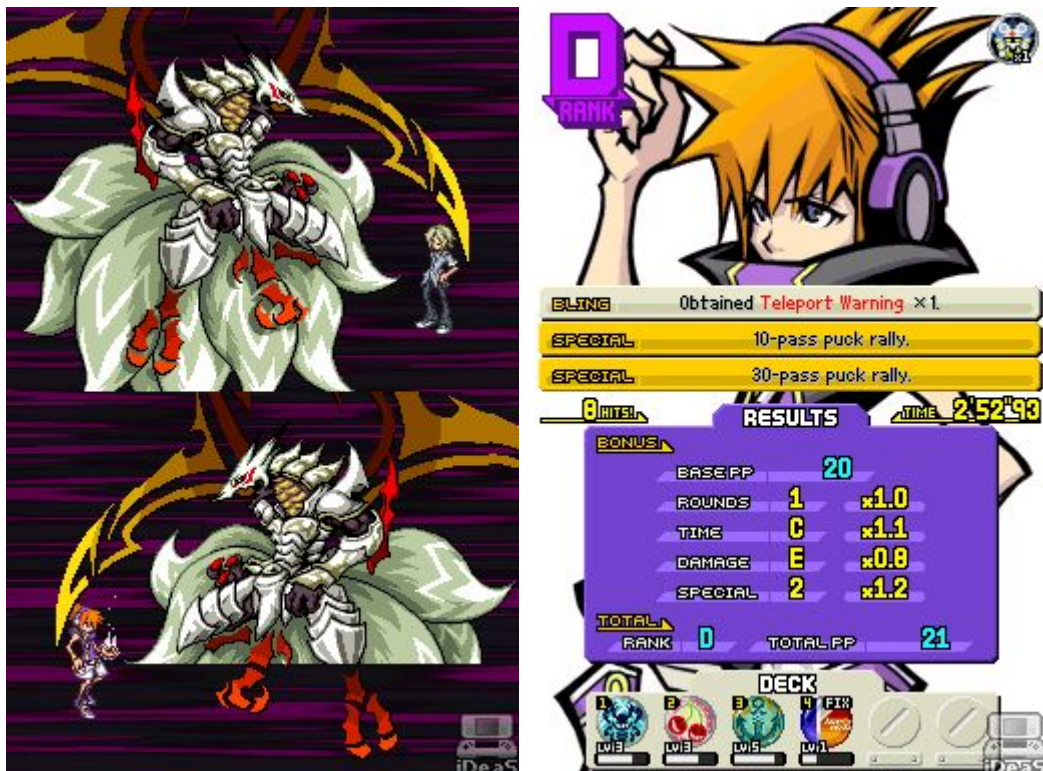 D
RANK
x1
BLING Obtained Teleport Warning ×1.
SPECIAL 10-pass puck rally.
SPECIAL 30-pass puck rally.
8 HITS!
TIME 2'52"93
RESULTS
BONUS
BASE PP 20
ROUNDS 1 x1.0
TIME C x1.1
DAMAGE E x0.8
SPECIAL 2 x1.2
TOTAL
RANK D TOTAL PP 21
DECK
1 2 3 4 FIX
LV13 LV13 LV15 LV11
iDeaS
iDeaS